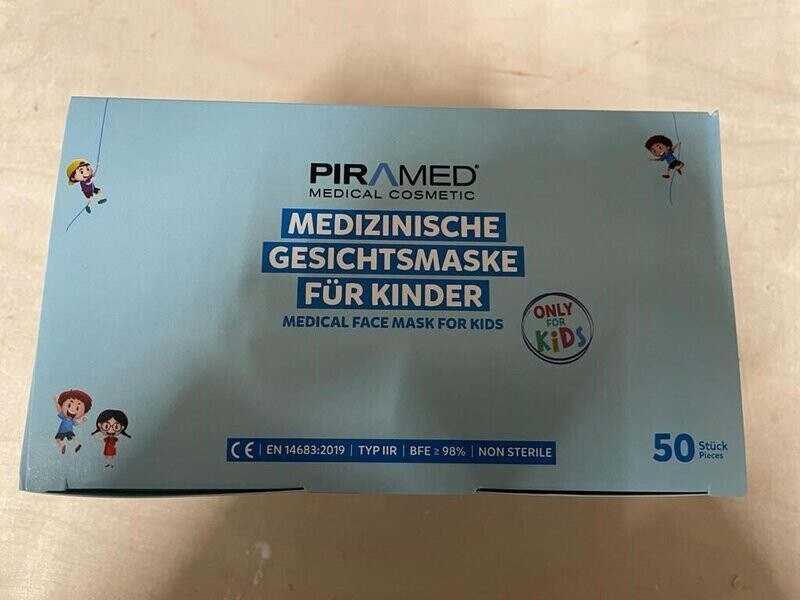 PIRAMED®
MEDICAL COSMETIC
MEDIZINISCHE
GESICHTSMASKE
FÜR KINDER
MEDICAL FACE MASK FOR KIDS
ONLY
FOR
KiDS
CE | EN 14683:2019 | TYP IIR | BFE ≥ 98% | NON STERILE
50 Stück
Pieces